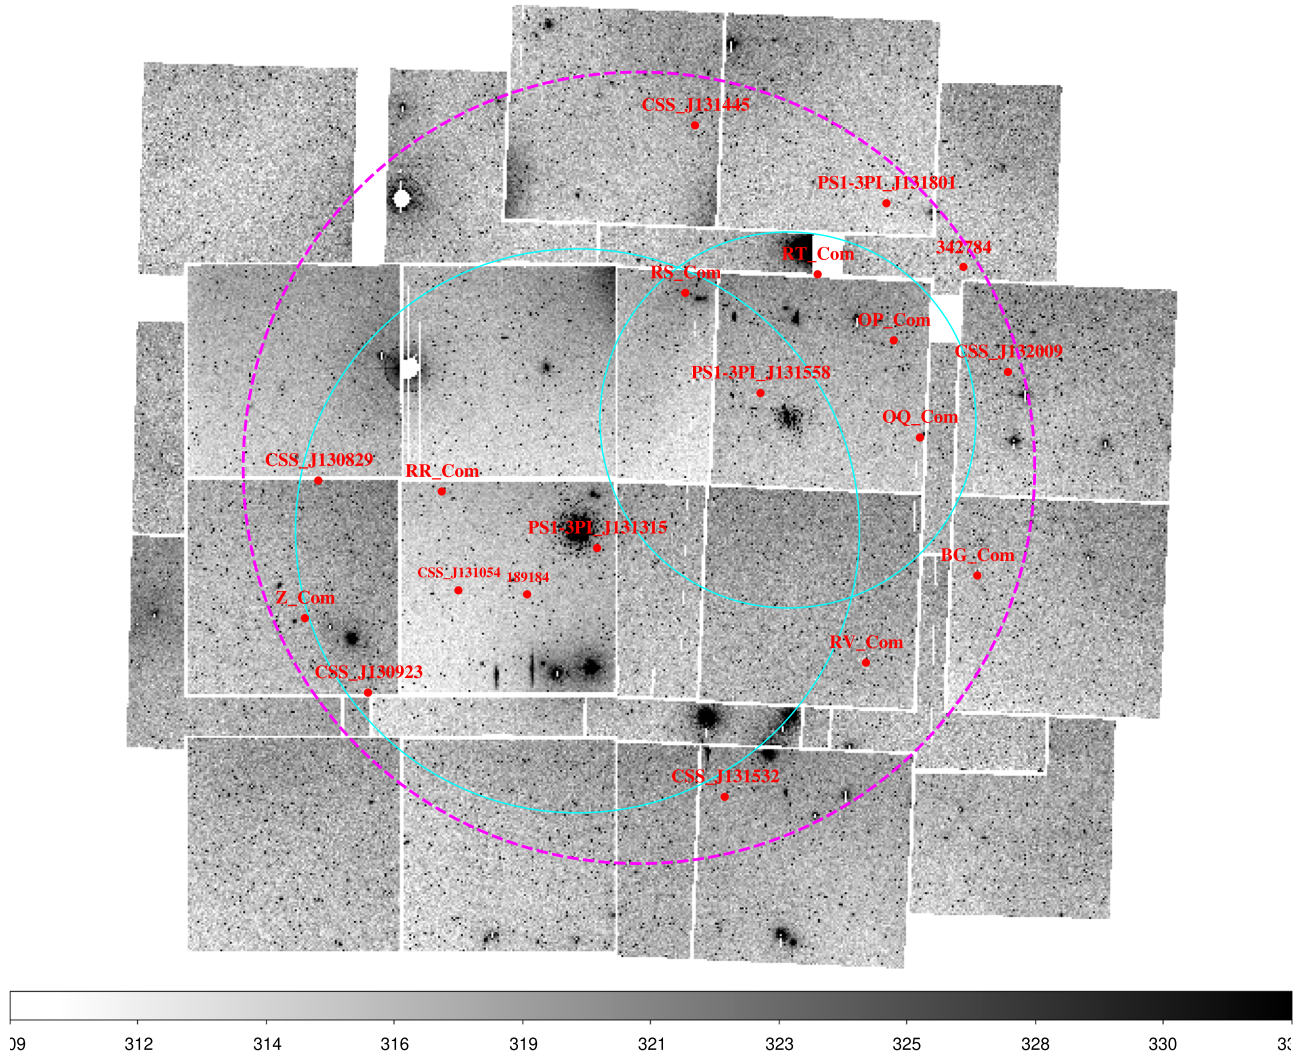 CSS_J131445
PS1-3PI_J131801
342784
RT_Com
RS_Com
OP_Com
CSS_J132009
PS1-3PI_J131558
OQ_Com
CSS_J130829
RR_Com
PS1-3PI_J131315
BG_Com
CSS_J131054
189184
Z_Com
RV_Com
CSS_J130923
CSS_J131532
312 314 316 319 321 323 325 328 330